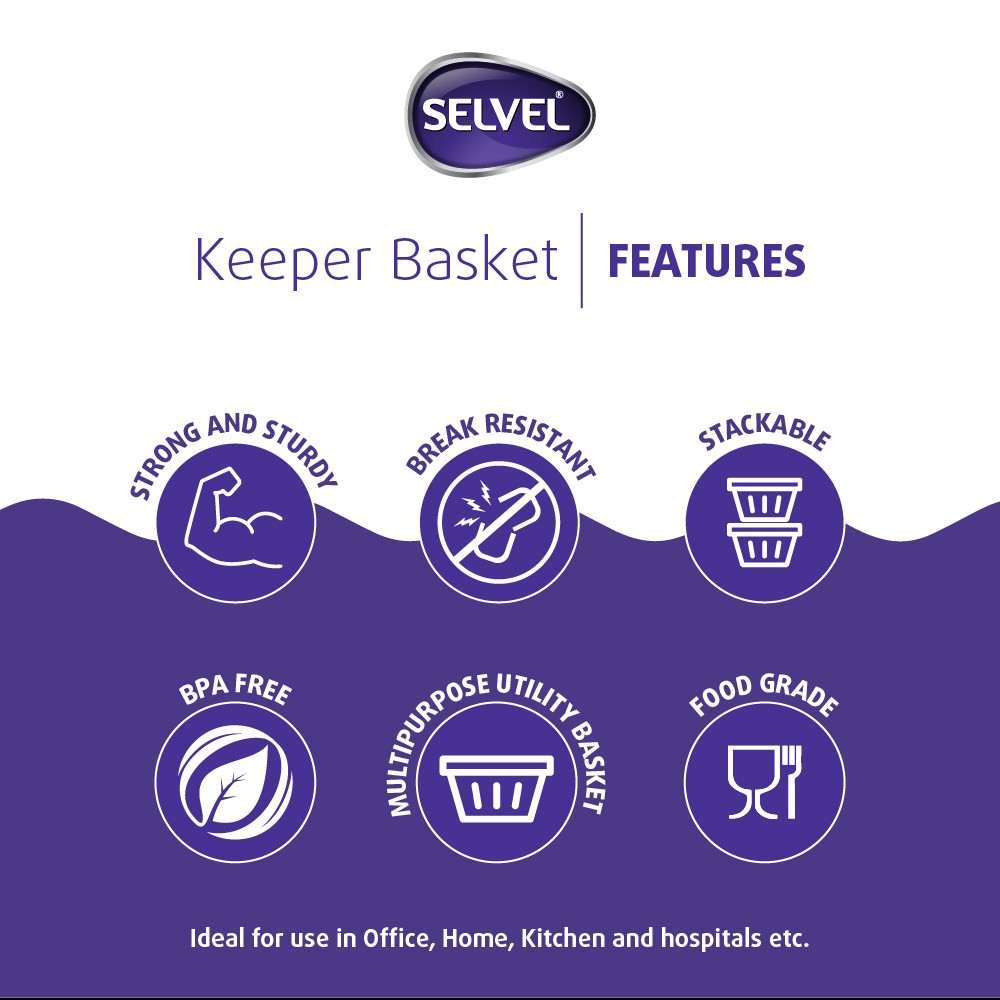 SELVEL®
Keeper Basket | FEATURES
STRONG AND STURDY
BREAK RESISTANT
STACKABLE
BPA FREE
MULTIPURPOSE UTILITY BASKET
FOOD GRADE
Ideal for use in Office, Home, Kitchen and hospitals etc.